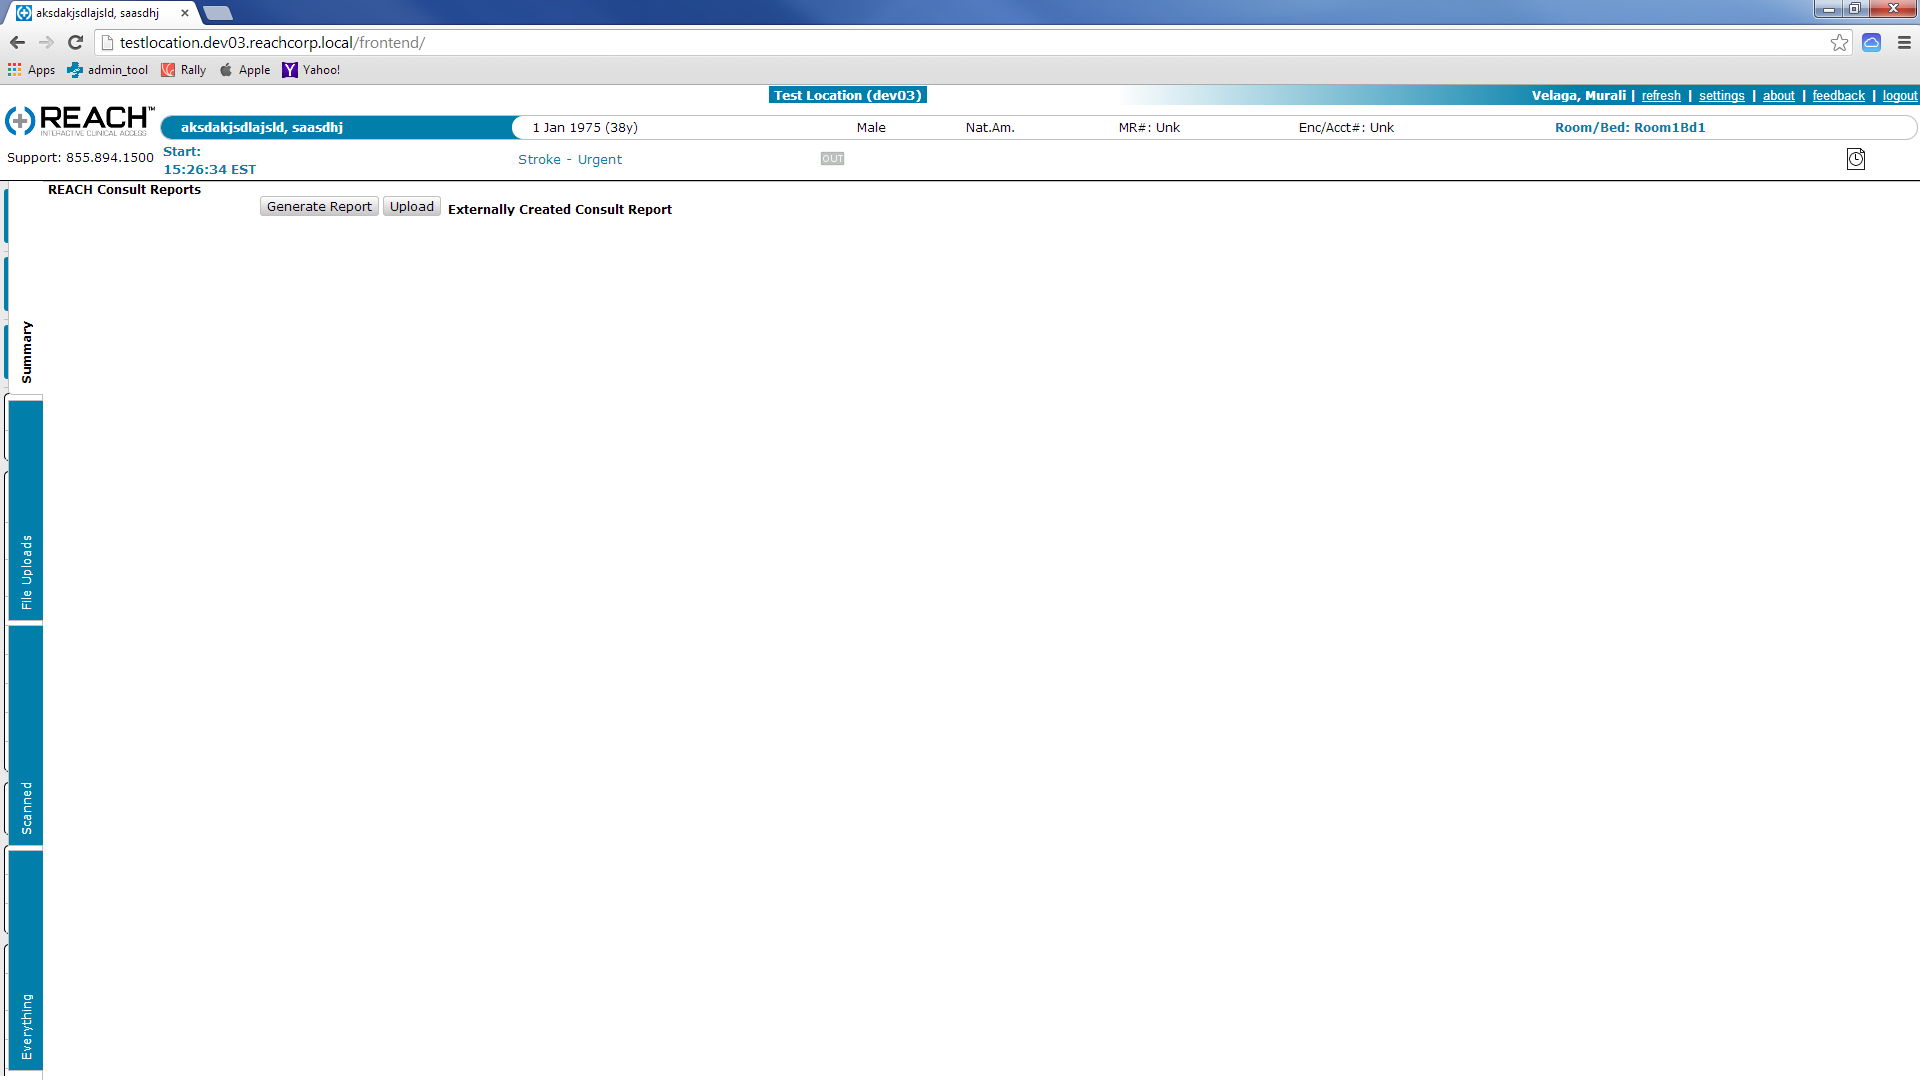 aksdakjsdlajsld, saasdhj
testlocation.dev03.reachcorp.local/frontend/
Apps admin_tool Rally Apple Yahoo!
Test Location (dev03) Velaga, Murali | refresh | settings | about | feedback | logout
REACH™
INTERACTIVE CLINICAL ACCESS
aksdakjsdlajsld, saasdhj 1 Jan 1975 (38y) Male Nat.Am. MR#: Unk Enc/Acct#: Unk Room/Bed: Room1Bd1
Support: 855.894.1500 Start:
15:26:34 EST
Stroke - Urgent OUT
REACH Consult Reports
Generate Report Upload Externally Created Consult Report
Summary
File Uploads
Scanned
Everything